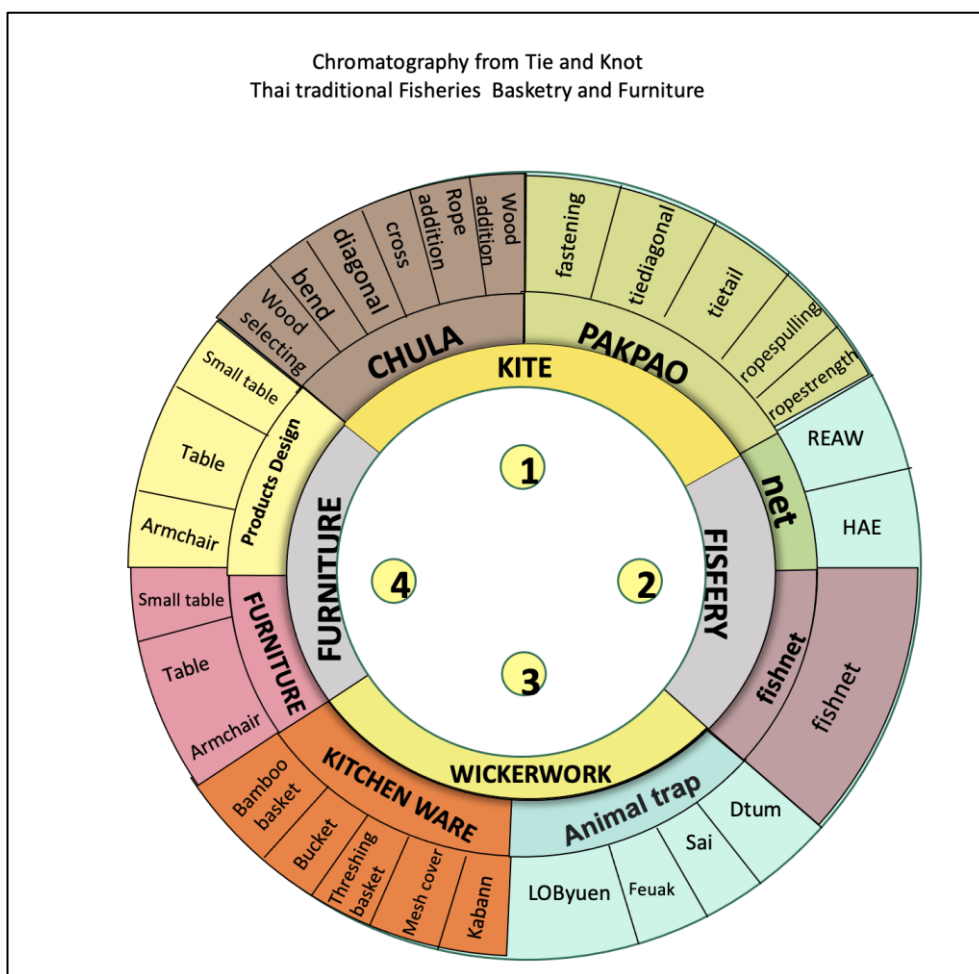 Chromatography from Tie and Knot
Thai traditional Fisheries Basketry and Furniture
Wood
selecting
bend
diagonal
cross
Rope
addition
Wood
addition
fastening
tiediagonal
tietail
ropespulling
ropestrength
CHULA
PAKPAO
KITE
REAW
HAE
net
FISFERY
fishnet
fishnet
Small table
Table
Armchair
Products Design
FURNITURE
Small table
Table
Armchair
FURNITURE
1
2
3
4
WICKERWORK
KITCHEN WARE
Animal trap
Bamboo
basket
Bucket
Threshing
basket
Mesh cover
Kabann
LOByuen
Feuak
Sai
Dtum